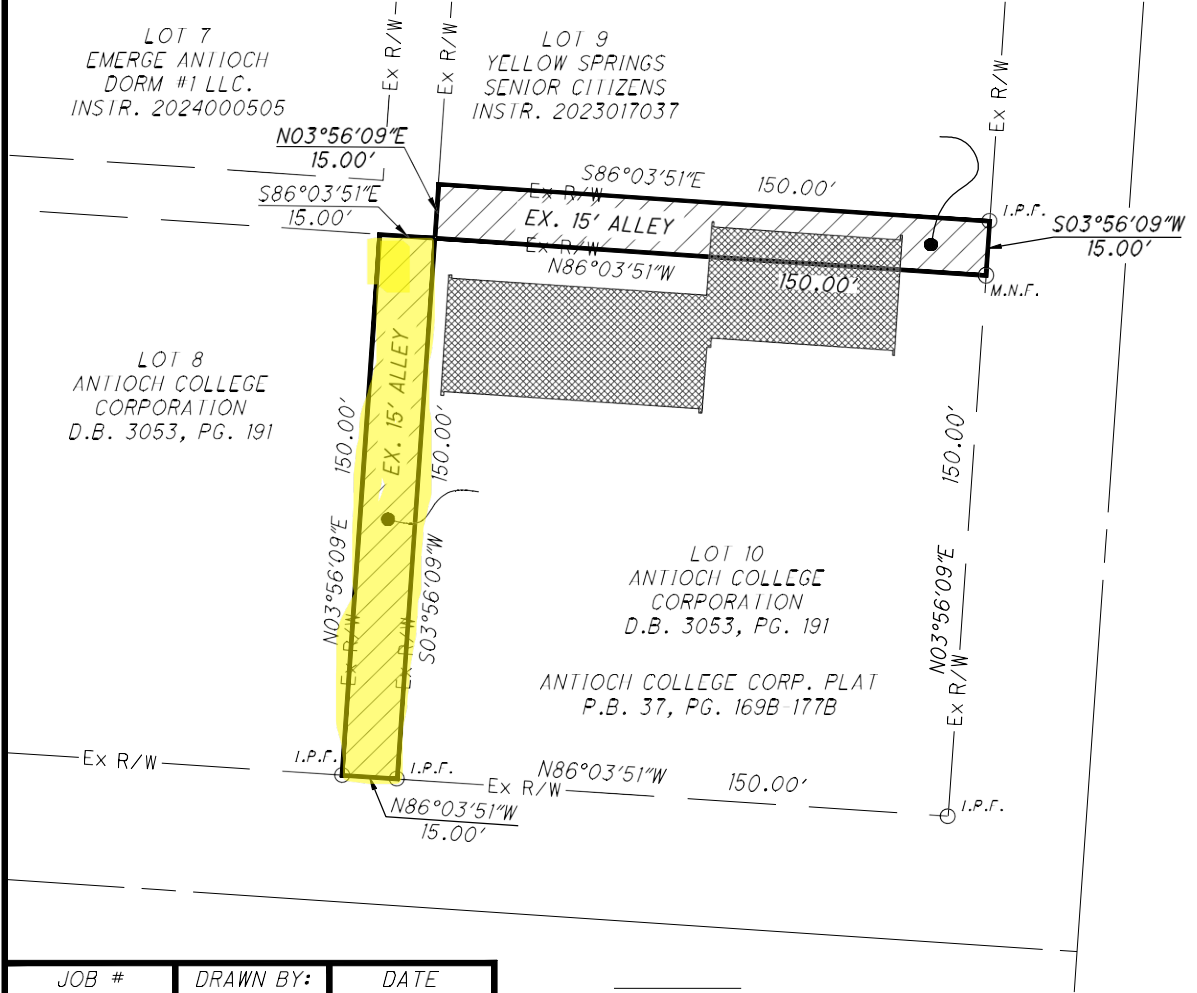 LOT 7
EMERGE ANTIOCH
DORM #1 LLC.
INSTR. 2024000505
Ex R/W
Ex R/W
LOT 9
YELLOW SPRINGS
SENIOR CITIZENS
INSTR. 2023017037
Ex R/W
N03°56'09"E
15.00'
S86°03'51"E
15.00'
S86°03'51"E 150.00'
Ex R/W
EX. 15' ALLEY
Ex R/W
N86°03'51"W
150.00'
I.P.F.
S03°56'09"W
15.00'
M.N.F.
LOT 8
ANTIOCH COLLEGE
CORPORATION
D.B. 3053, PG. 191
EX. 15' ALLEY
150.00'
150.00'
N03°56'09"E
S03°56'09"W
Ex R/W
Ex R/W
150.00'
N03°56'09"E
Ex R/W
LOT 10
ANTIOCH COLLEGE
CORPORATION
D.B. 3053, PG. 191
ANTIOCH COLLEGE CORP. PLAT
P.B. 37, PG. 169B-177B
Ex R/W
I.P.F.
I.P.F.
Ex R/W
N86°03'51"W 150.00'
I.P.F.
N86°03'51"W
15.00'
JOB # DRAWN BY: DATE